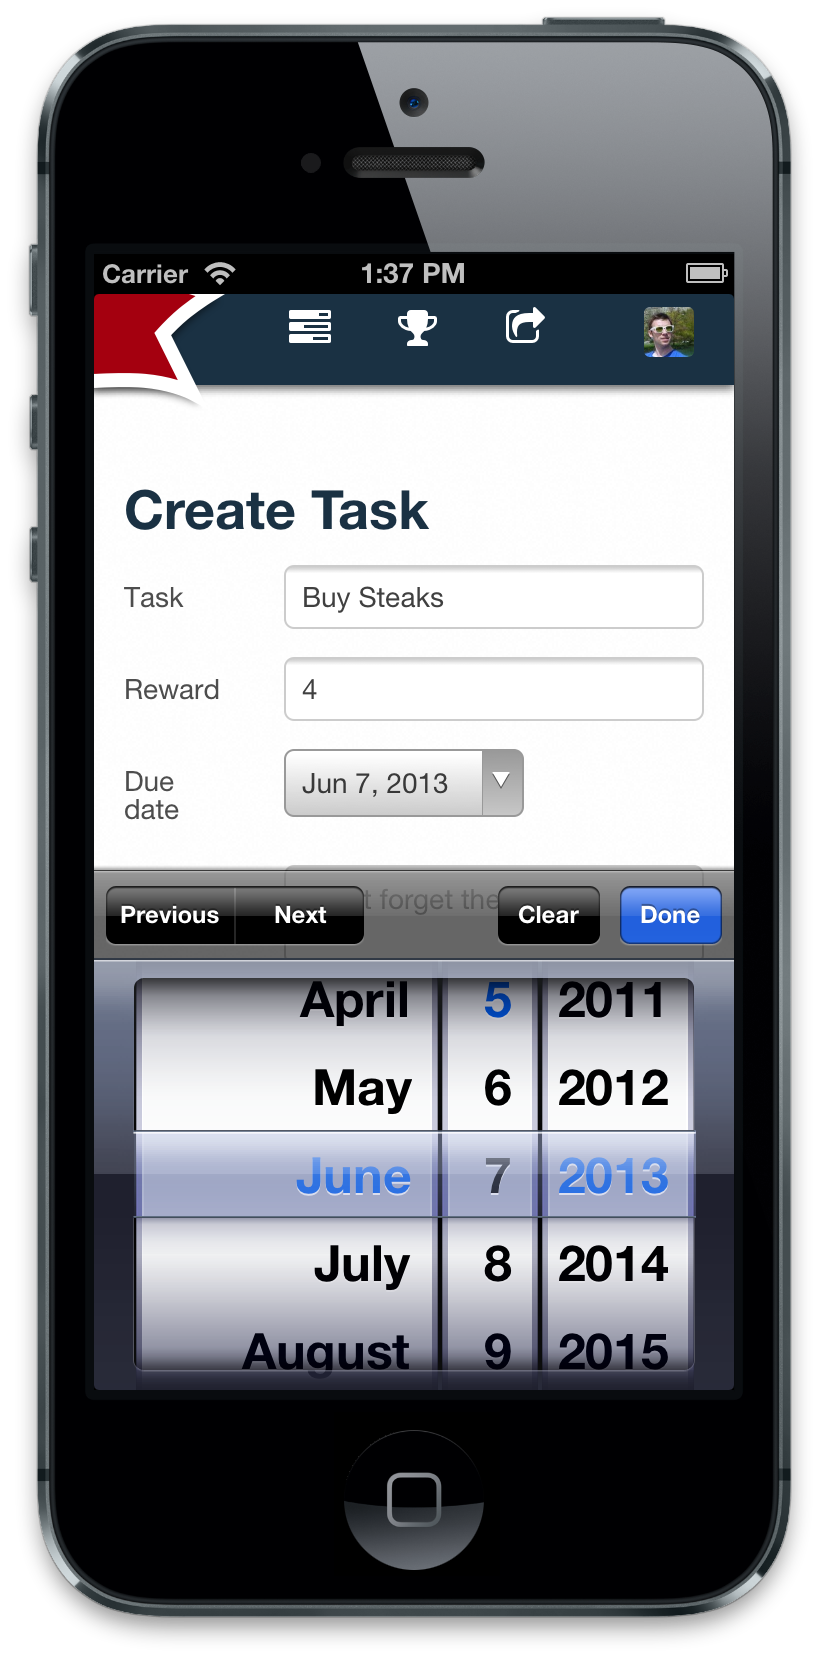 Carrier 1:37 PM
Create Task
Task Buy Steaks
Reward 4
Due date Jun 7, 2013
forget the
Previous Next Clear Done
April 5 2011
May 6 2012
June 7 2013
July 8 2014
August 9 2015